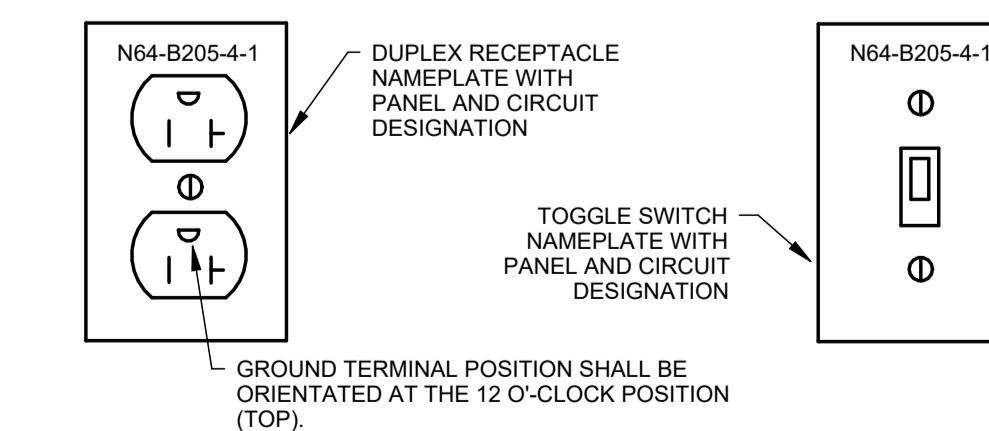 N64-B205-4-1
DUPLEX RECEPTACLE
NAMEPLATE WITH
PANEL AND CIRCUIT
DESIGNATION
N64-B205-4-1
TOGGLE SWITCH
NAMEPLATE WITH
PANEL AND CIRCUIT
DESIGNATION
GROUND TERMINAL POSITION SHALL BE
ORIENTATED AT THE 12 O'-CLOCK POSITION
(TOP).